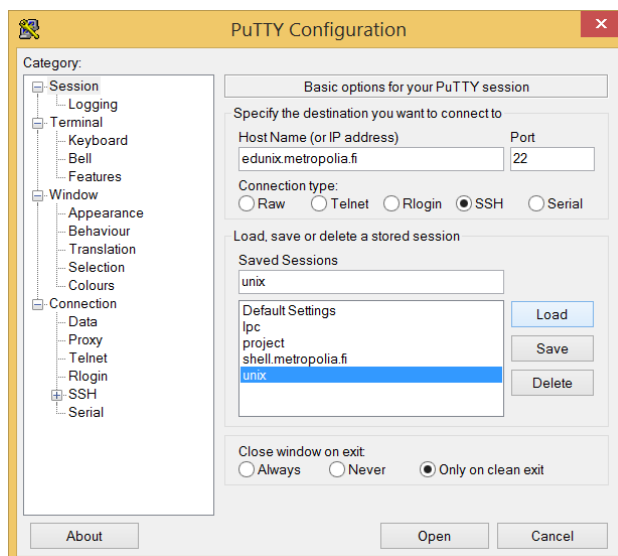 PuTTY Configuration
Category:
Session
Logging
Terminal
Keyboard
Bell
Features
Window
Appearance
Behaviour
Translation
Selection
Colours
Connection
Data
Proxy
Telnet
Rlogin
SSH
Serial
Basic options for your PuTTY session
Specify the destination you want to connect to
Host Name (or IP address) Port
edunix.metropolia.fi 22
Connection type:
Raw Telnet Rlogin SSH Serial
Load, save or delete a stored session
Saved Sessions
unix
Default Settings
lpc
project
shell.metropolia.fi
unix
Load
Save
Delete
Close window on exit:
Always Never Only on clean exit
About Open Cancel